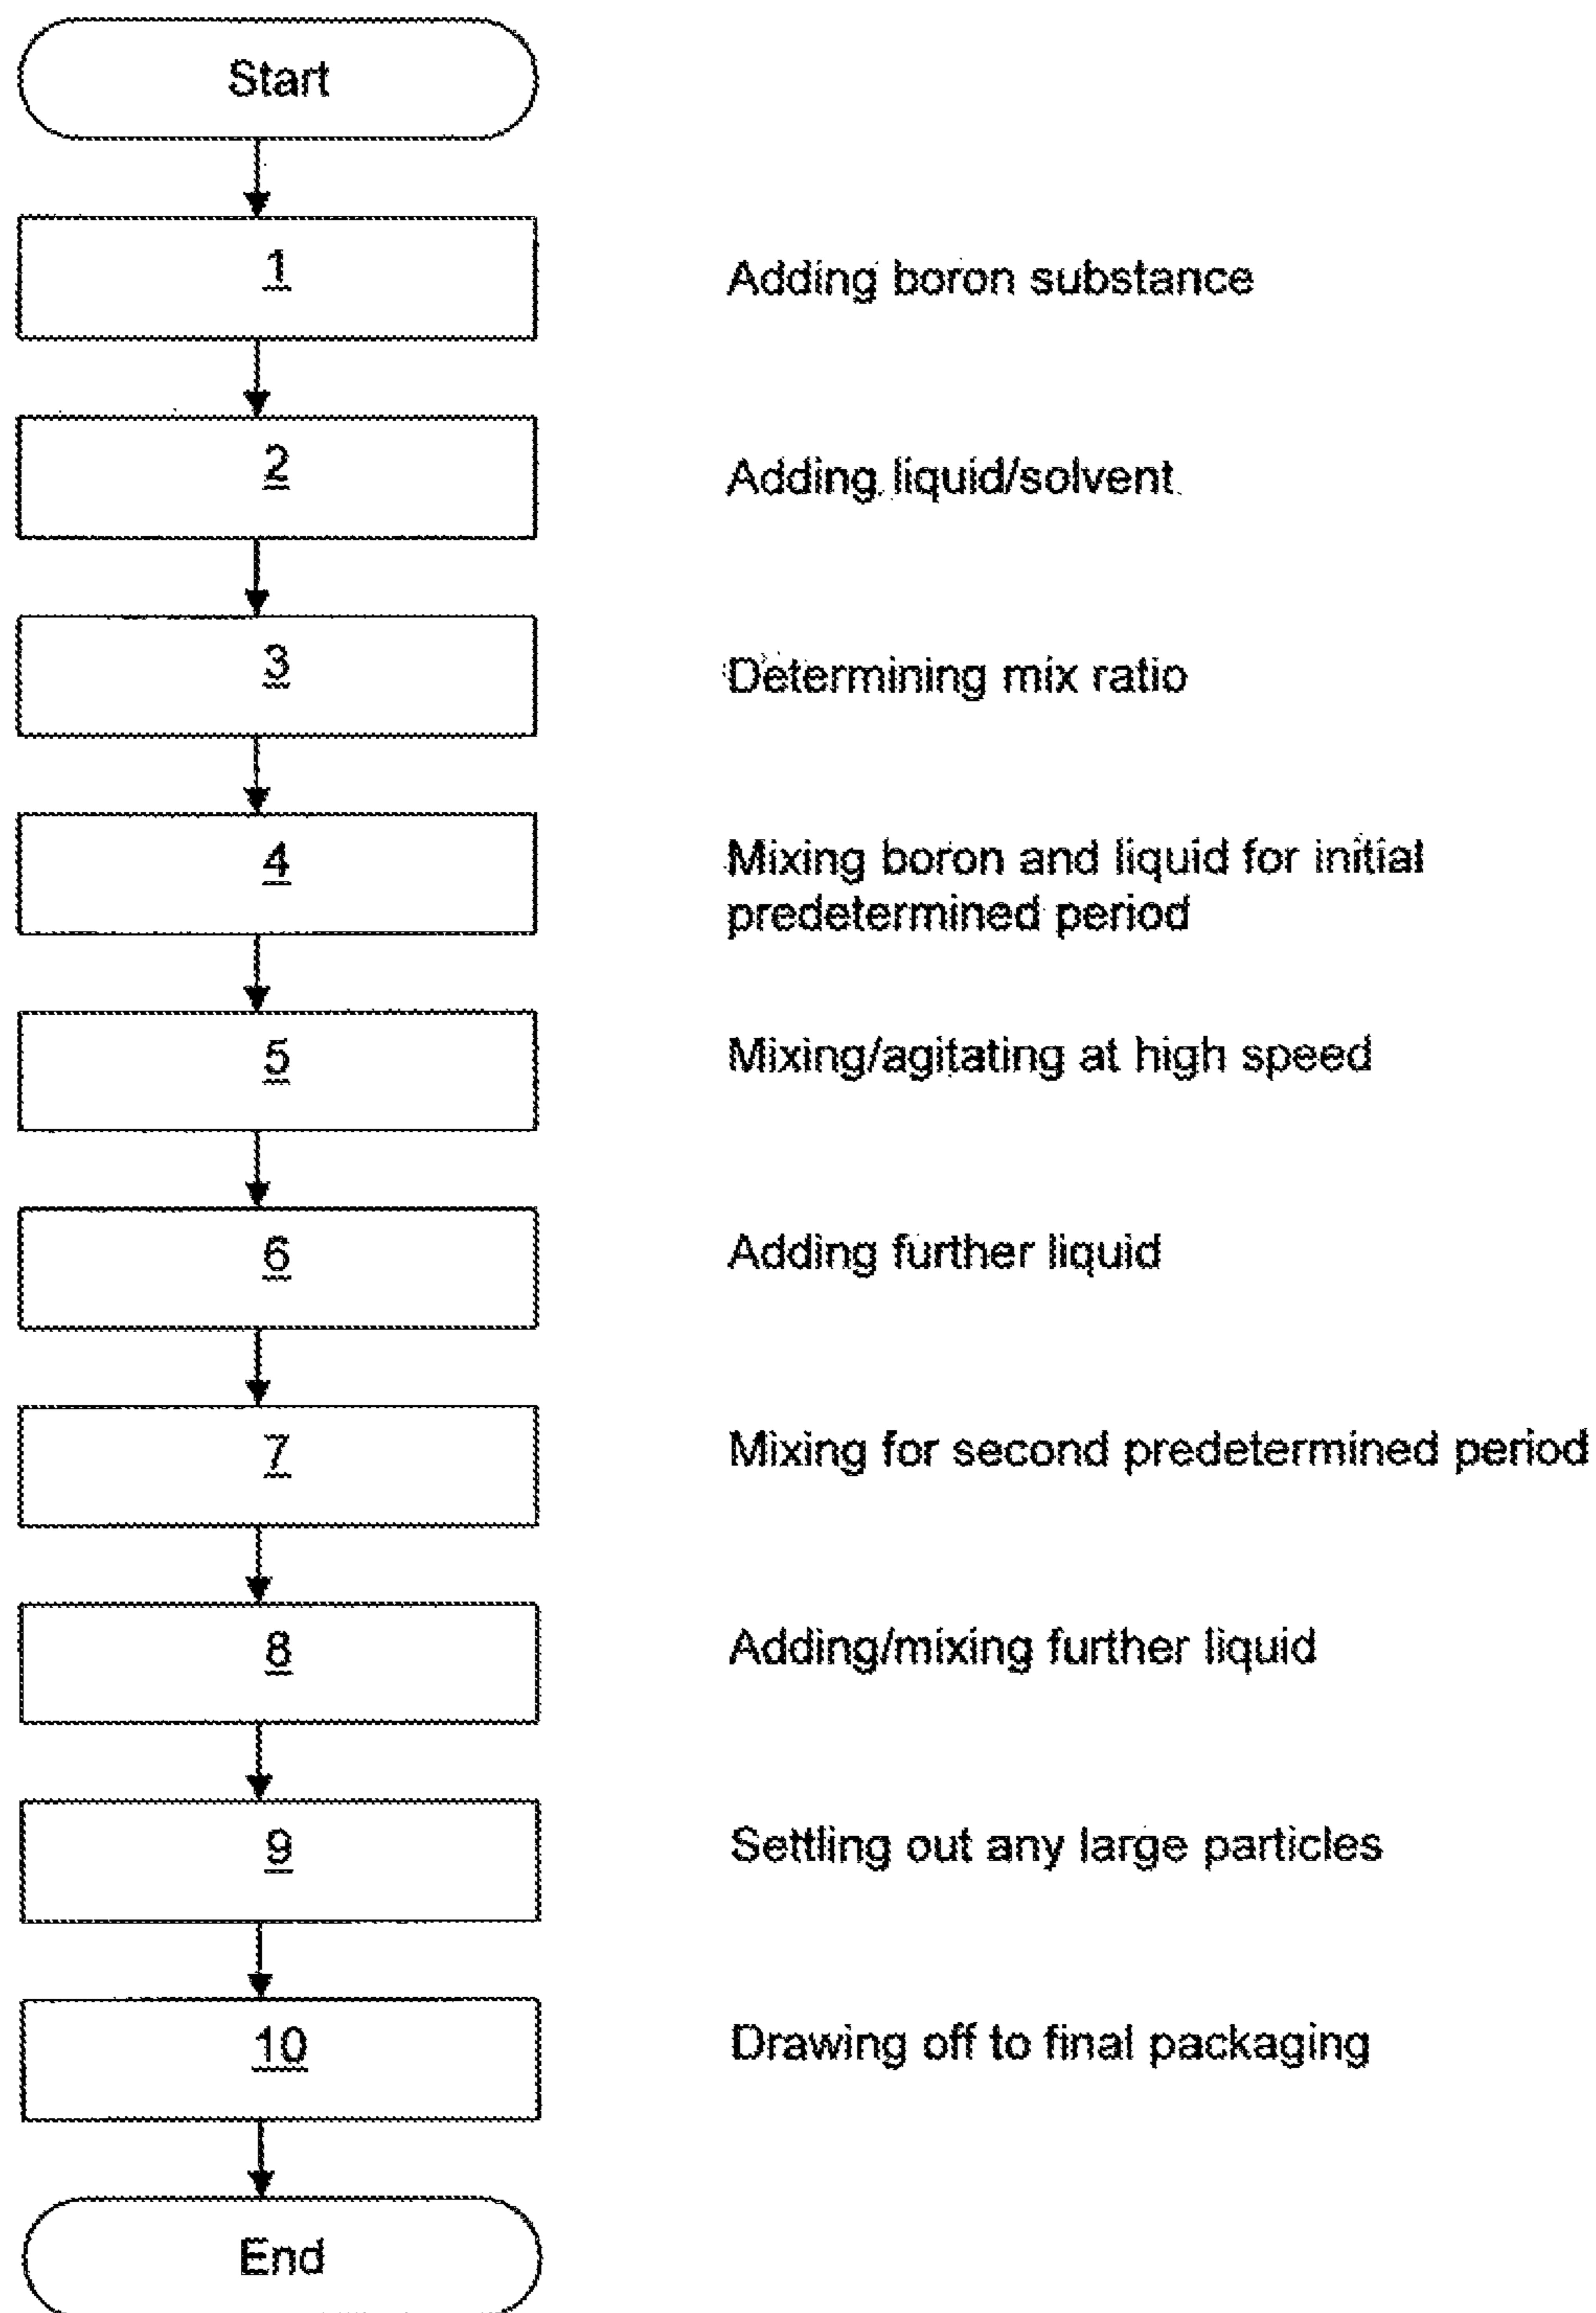 Start
1
Adding boron substance
2
Adding liquid/solvent
3
Determining mix ratio
4
Mixing boron and liquid for initial
predetermined period
5
Mixing/agitating at high speed
6
Adding further liquid
7
Mixing for second predetermined period
8
Adding/mixing further liquid
9
Settling out any large particles
10
Drawing off to final packaging
End